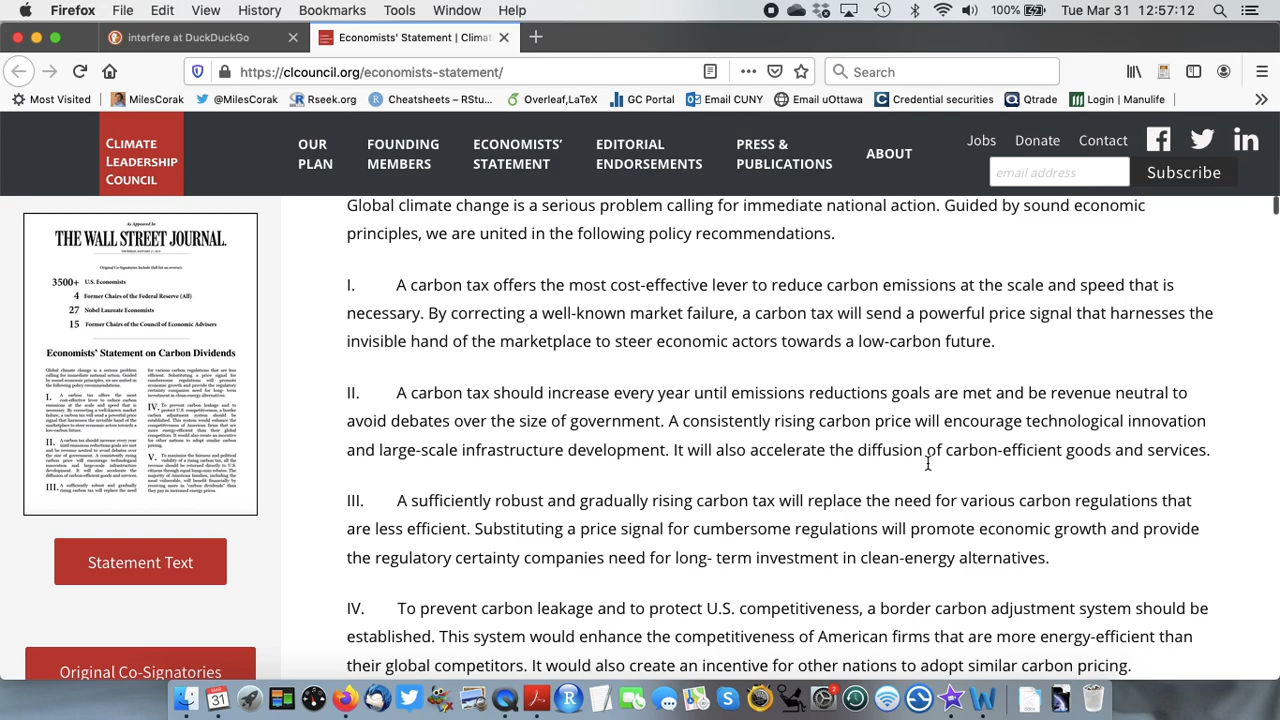 Firefox File Edit View History Bookmarks Tools Window Help 100% Tue Mar 31 12:57:12
interfere at DuckDuckGo
Economists' Statement | Climat
https://clcouncil.org/economists-statement/
Search
Most Visited MilesCorak @MilesCorak Rseek.org Cheatsheets – RStu... Overleaf,LaTeX GC Portal Email CUNY Email uOttawa Credential securities Qtrade Login | Manulife
CLIMATE
LEADERSHIP
COUNCIL
OUR
PLAN
FOUNDING
MEMBERS
ECONOMISTS'
STATEMENT
EDITORIAL
ENDORSEMENTS
PRESS &
PUBLICATIONS
ABOUT
Jobs Donate Contact
email address Subscribe
As Appeared In
THE WALL STREET JOURNAL.
3500+ U.S. Economists
4 Former Chairs of the Federal Reserve (All)
27 Nobel Laureate Economists
15 Former Chairs of the Council of Economic Advisers
Economists' Statement on Carbon Dividends
Statement Text
Original Co-Signatories
Global climate change is a serious problem calling for immediate national action. Guided by sound economic
principles, we are united in the following policy recommendations.
I. A carbon tax offers the most cost-effective lever to reduce carbon emissions at the scale and speed that is
necessary. By correcting a well-known market failure, a carbon tax will send a powerful price signal that harnesses the
invisible hand of the marketplace to steer economic actors towards a low-carbon future.
II. A carbon tax should increase every year until emissions reductions goals are met and be revenue neutral to
avoid debates over the size of government. A consistently rising carbon price will encourage technological innovation
and large-scale infrastructure development. It will also accelerate the diffusion of carbon-efficient goods and services.
III. A sufficiently robust and gradually rising carbon tax will replace the need for various carbon regulations that
are less efficient. Substituting a price signal for cumbersome regulations will promote economic growth and provide
the regulatory certainty companies need for long- term investment in clean-energy alternatives.
IV. To prevent carbon leakage and to protect U.S. competitiveness, a border carbon adjustment system should be
established. This system would enhance the competitiveness of American firms that are more energy-efficient than
their global competitors. It would also create an incentive for other nations to adopt similar carbon pricing.